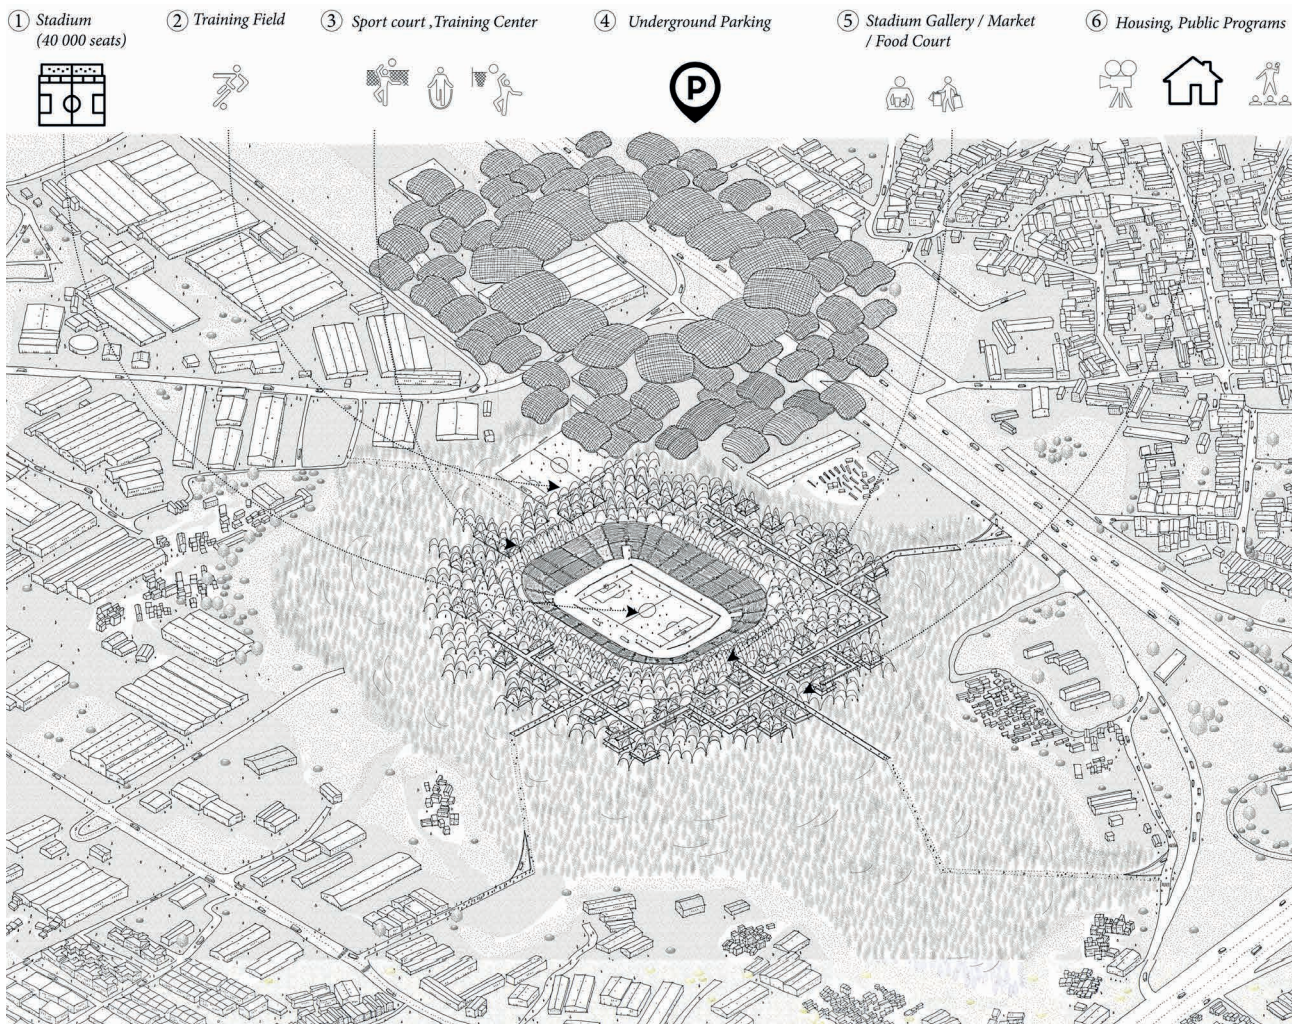 ① Stadium
(40 000 seats)
② Training Field
③ Sport court ,Training Center
④ Underground Parking
P
⑤ Stadium Gallery / Market
/ Food Court
⑥ Housing, Public Programs